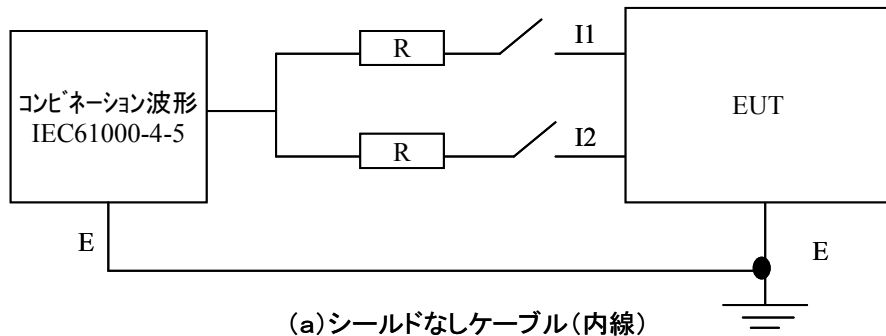 R
I1
コンビネーション波形
IEC61000-4-5
EUT
R
I2
E
E
(a)シールドなしケーブル(内線)